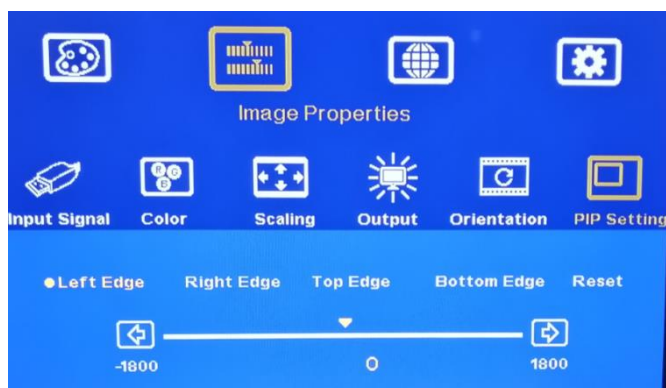 Image Properties
Input Signal Color Scaling Output Orientation PIP Setting
Left Edge Right Edge Top Edge Bottom Edge Reset
-1800 0 1800